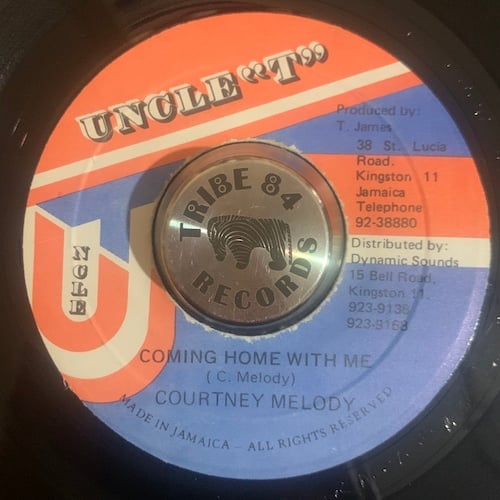 UNCLE "T"
Produced by:
T. James
38 St. Lucia
Road.
Kingston 11
Jamaica
Telephone
92-38880
Distributed by:
Dynamic Sounds
15 Bell Road,
Kingston 11.
923-9138
923-9168
TRIBE 84
RECORDS
UNCLE
COMING HOME WITH ME
( C. Melody)
COURTNEY MELODY
MADE IN JAMAICA - ALL RIGHTS RESERVED